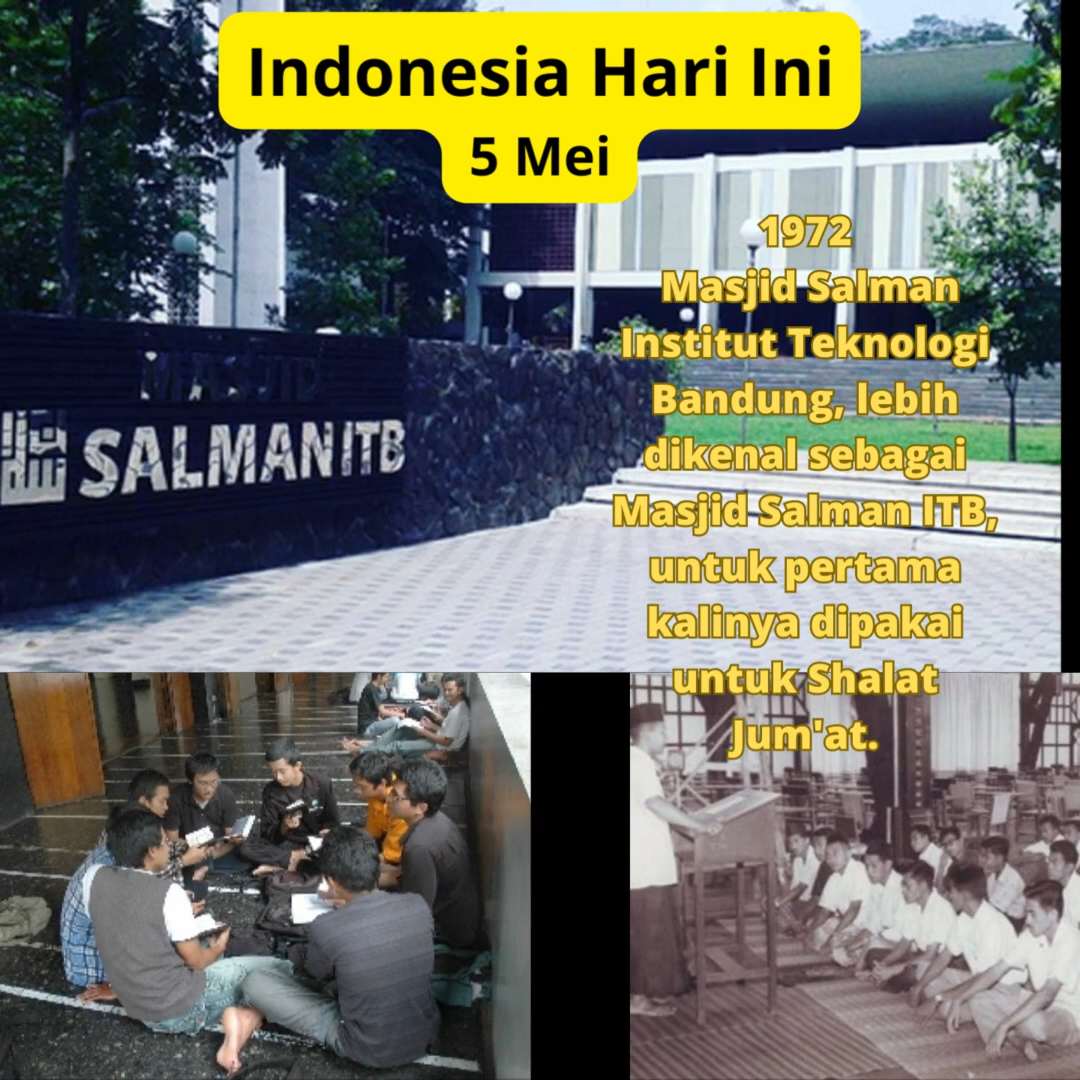 Indonesia Hari Ini
5 Mei
1972
Masjid Salman
Institut Teknologi
Bandung, lebih
dikenal sebagai
Masjid Salman ITB,
untuk pertama
kalinya dipakai
untuk Shalat
Jum'at.
MASJID
SALMAN ITB